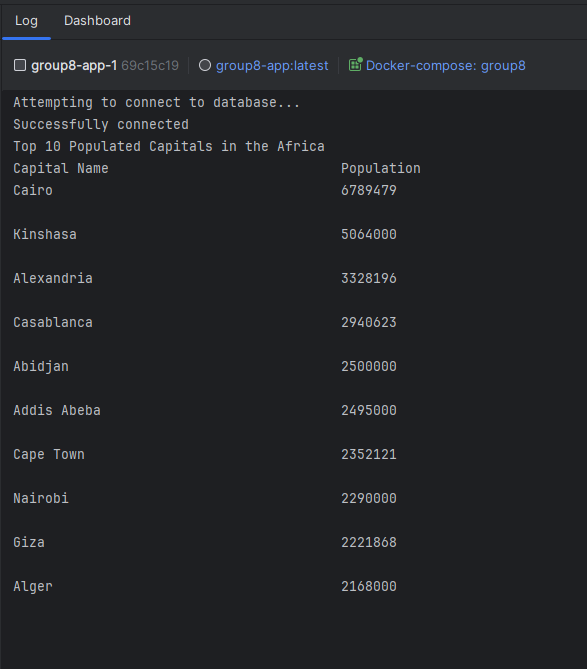 Log Dashboard
group8-app-1 69c15c19 group8-app:latest Docker-compose: group8
Attempting to connect to database...
Successfully connected
Top 10 Populated Capitals in the Africa
Capital Name Population
Cairo 6789479
Kinshasa 5064000
Alexandria 3328196
Casablanca 2940623
Abidjan 2500000
Addis Abeba 2495000
Cape Town 2352121
Nairobi 2290000
Giza 2221868
Alger 2168000